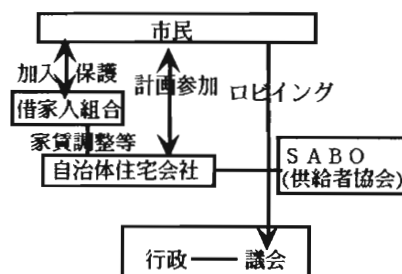 市民
加入 保護
計画参加
ロビイング
借家人組合
家賃調整等
自治体住宅会社
SABO
(供給者協会)
行政 議会